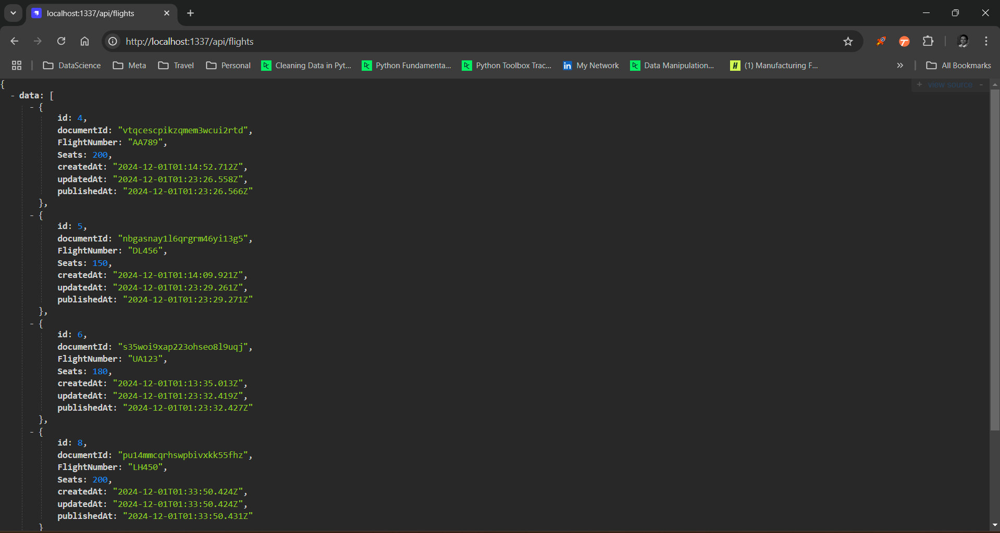 localhost:1337/api/flights
http://localhost:1337/api/flights
DataScience Meta Travel Personal Cleaning Data in Pyt... Python Fundamenta... Python Toolbox Trac... My Network Data Manipulation... (1) Manufacturing F... » All Bookmarks
{
+ view source -
- data: [
- {
id: 4,
documentId: "vtqcescpikzqmem3wcui2rtd",
FlightNumber: "AA789",
Seats: 200,
createdAt: "2024-12-01T01:14:52.712Z",
updatedAt: "2024-12-01T01:23:26.558Z",
publishedAt: "2024-12-01T01:23:26.566Z"
},
- {
id: 5,
documentId: "nbgasnay1l6qrgrm46yi13g5",
FlightNumber: "DL456",
Seats: 150,
createdAt: "2024-12-01T01:14:09.921Z",
updatedAt: "2024-12-01T01:23:29.261Z",
publishedAt: "2024-12-01T01:23:29.271Z"
},
- {
id: 6,
documentId: "s35woi9xap223ohseo8l9uqj",
FlightNumber: "UA123",
Seats: 180,
createdAt: "2024-12-01T01:13:35.013Z",
updatedAt: "2024-12-01T01:23:32.419Z",
publishedAt: "2024-12-01T01:23:32.427Z"
},
- {
id: 8,
documentId: "pu14mmcqrhswpbivxkk55fhz",
FlightNumber: "LH450",
Seats: 200,
createdAt: "2024-12-01T01:33:50.424Z",
updatedAt: "2024-12-01T01:33:50.424Z",
publishedAt: "2024-12-01T01:33:50.431Z"
}